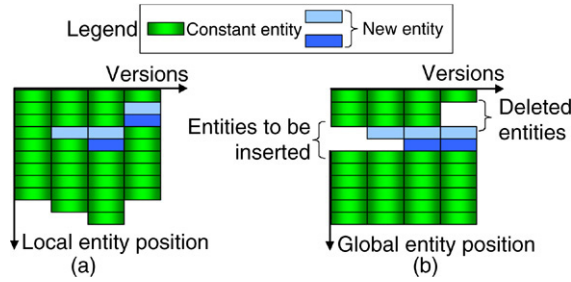 Legend Constant entity New entity
Versions Versions
Entities to be inserted
Deleted entities
Local entity position Global entity position
(a) (b)